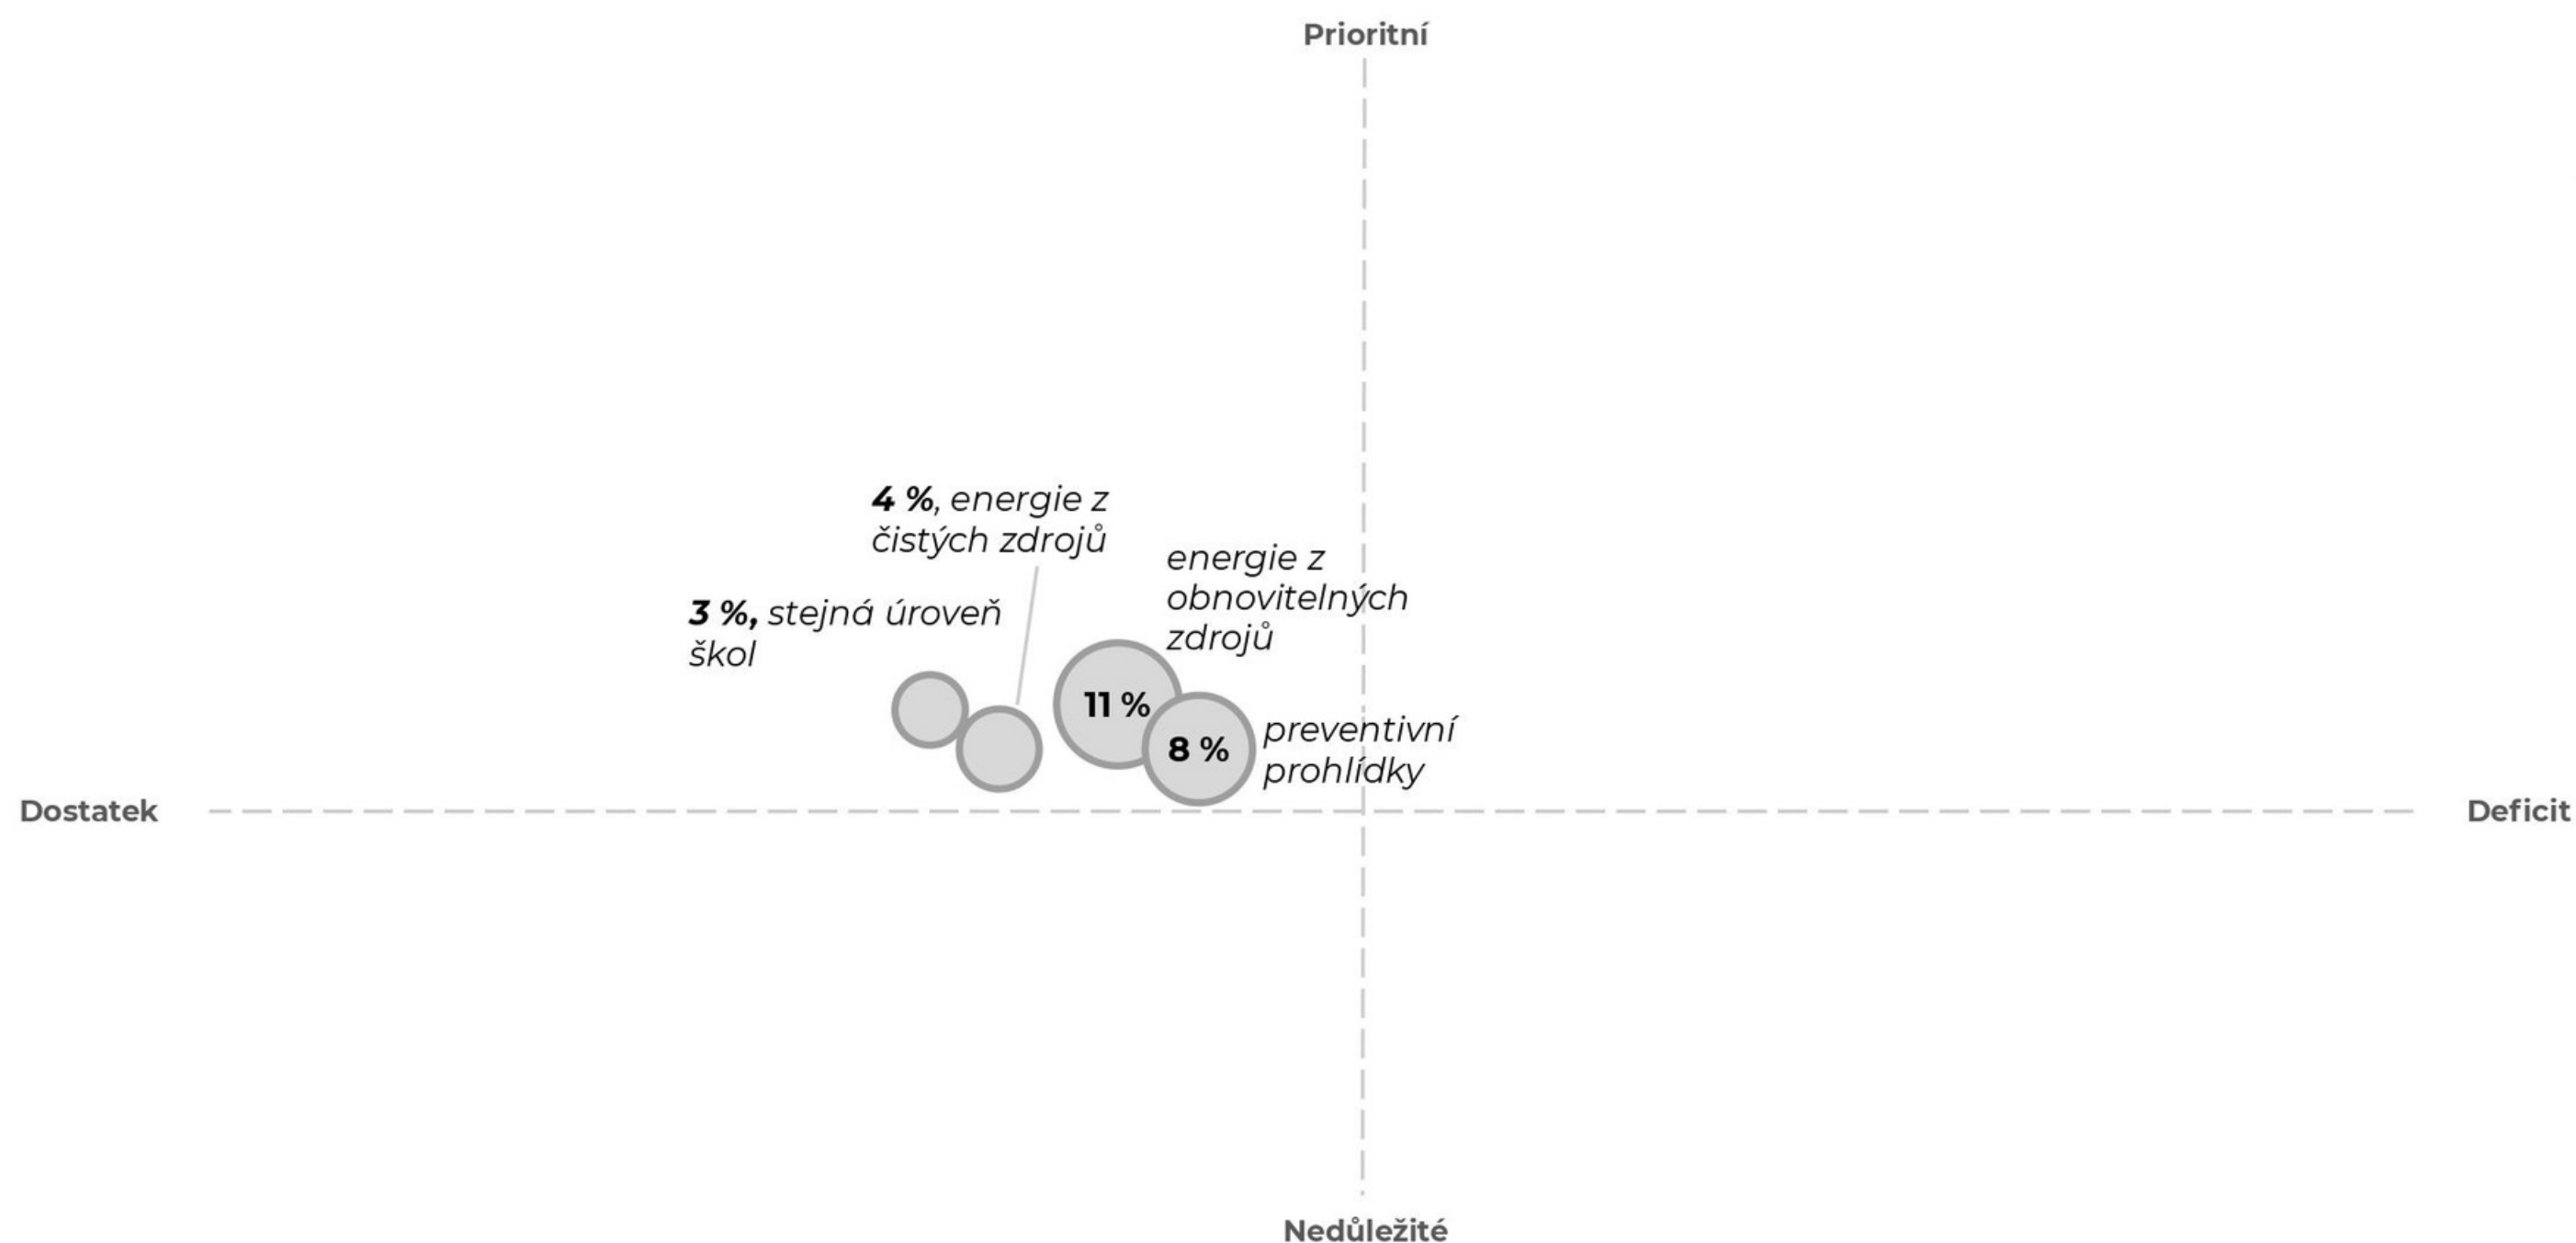 Prioritní
4 %, energie z
čistých zdrojů
energie z
obnovitelných
zdrojů
3 %, stejná úroveň
škol
11 %
8 %
preventivní
prohlídky
Dostatek
Deficit
Nedůležité